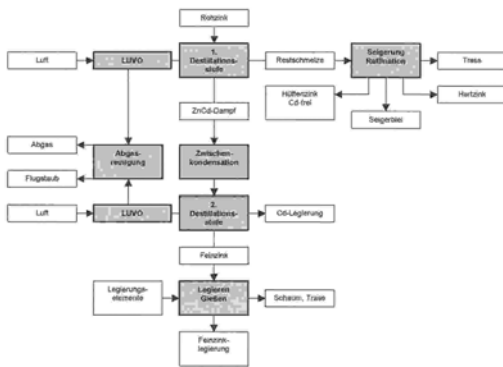 Rohzink
Luft
LUVO
1.
Destillations-
stufe
Restschmelze
Seigerung
Raffination
Trass
Hüttenzink
Cd-frei
Hartzink
ZnCd-Dampf
Seigerblei
Abgas
Abgas-
reinigung
Zwischen-
kondensation
Flugstaub
Luft
LUVO
2.
Destillations-
stufe
Cd-Legierung
Feinzink
Legierungs-
elemente
Legieren
Gießen
Schaum, Trass
Feinzink-
legierung